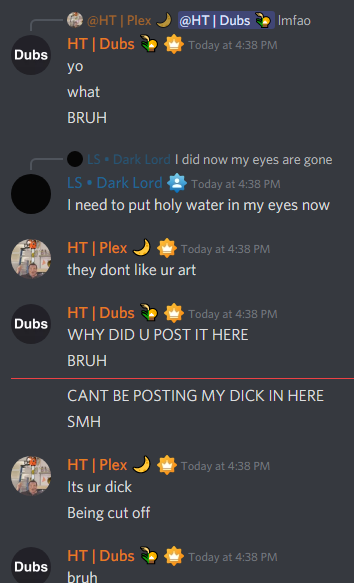 @HT | Plex 🌙 @HT | Dubs lmfao
Dubs
HT | Dubs Today at 4:38 PM
yo
what
BRUH
LS • Dark Lord I did now my eyes are gone
LS • Dark Lord Today at 4:38 PM
I need to put holy water in my eyes now
HT | Plex 🌙 Today at 4:38 PM
they dont like ur art
Dubs
HT | Dubs Today at 4:38 PM
WHY DID U POST IT HERE
BRUH
CANT BE POSTING MY DICK IN HERE
SMH
HT | Plex 🌙 Today at 4:38 PM
Its ur dick
Being cut off
Dubs
HT | Dubs Today at 4:38 PM
bruh